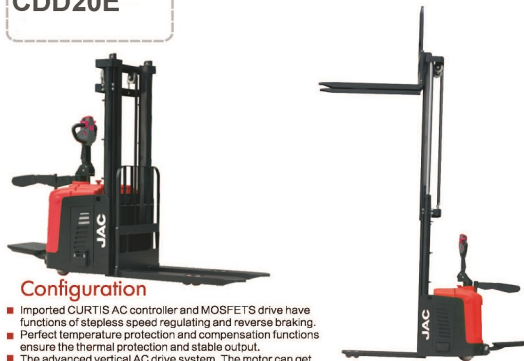 CDD20E
JAC
JAC
Configuration
Imported CURTIS AC controller and MOSFETS drive have
functions of stepless speed regulating and reverse braking.
Perfect temperature protection and compensation functions
ensure the thermal protection and stable output.
The advanced vertical AC drive system. The motor can get